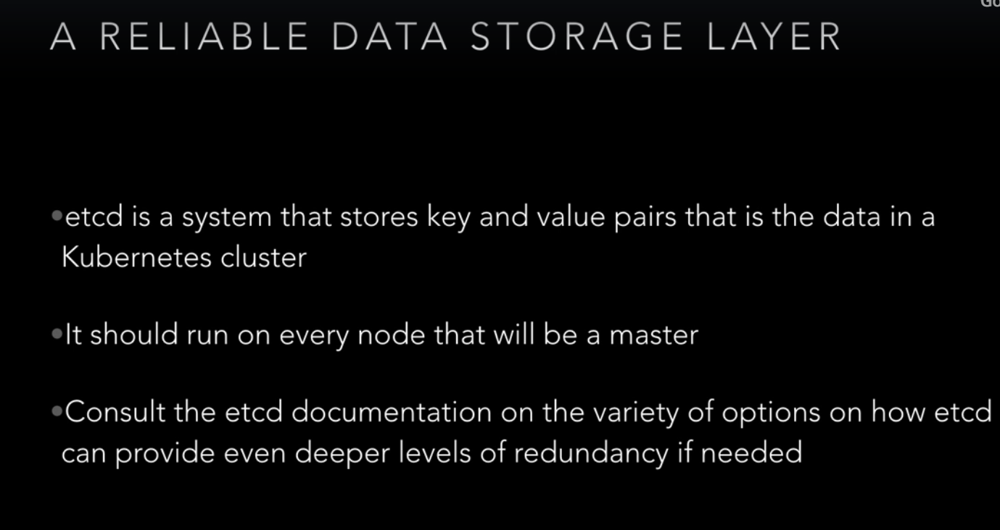 A RELIABLE DATA STORAGE LAYER
•etcd is a system that stores key and value pairs that is the data in a
Kubernetes cluster
•It should run on every node that will be a master
•Consult the etcd documentation on the variety of options on how etcd
can provide even deeper levels of redundancy if needed